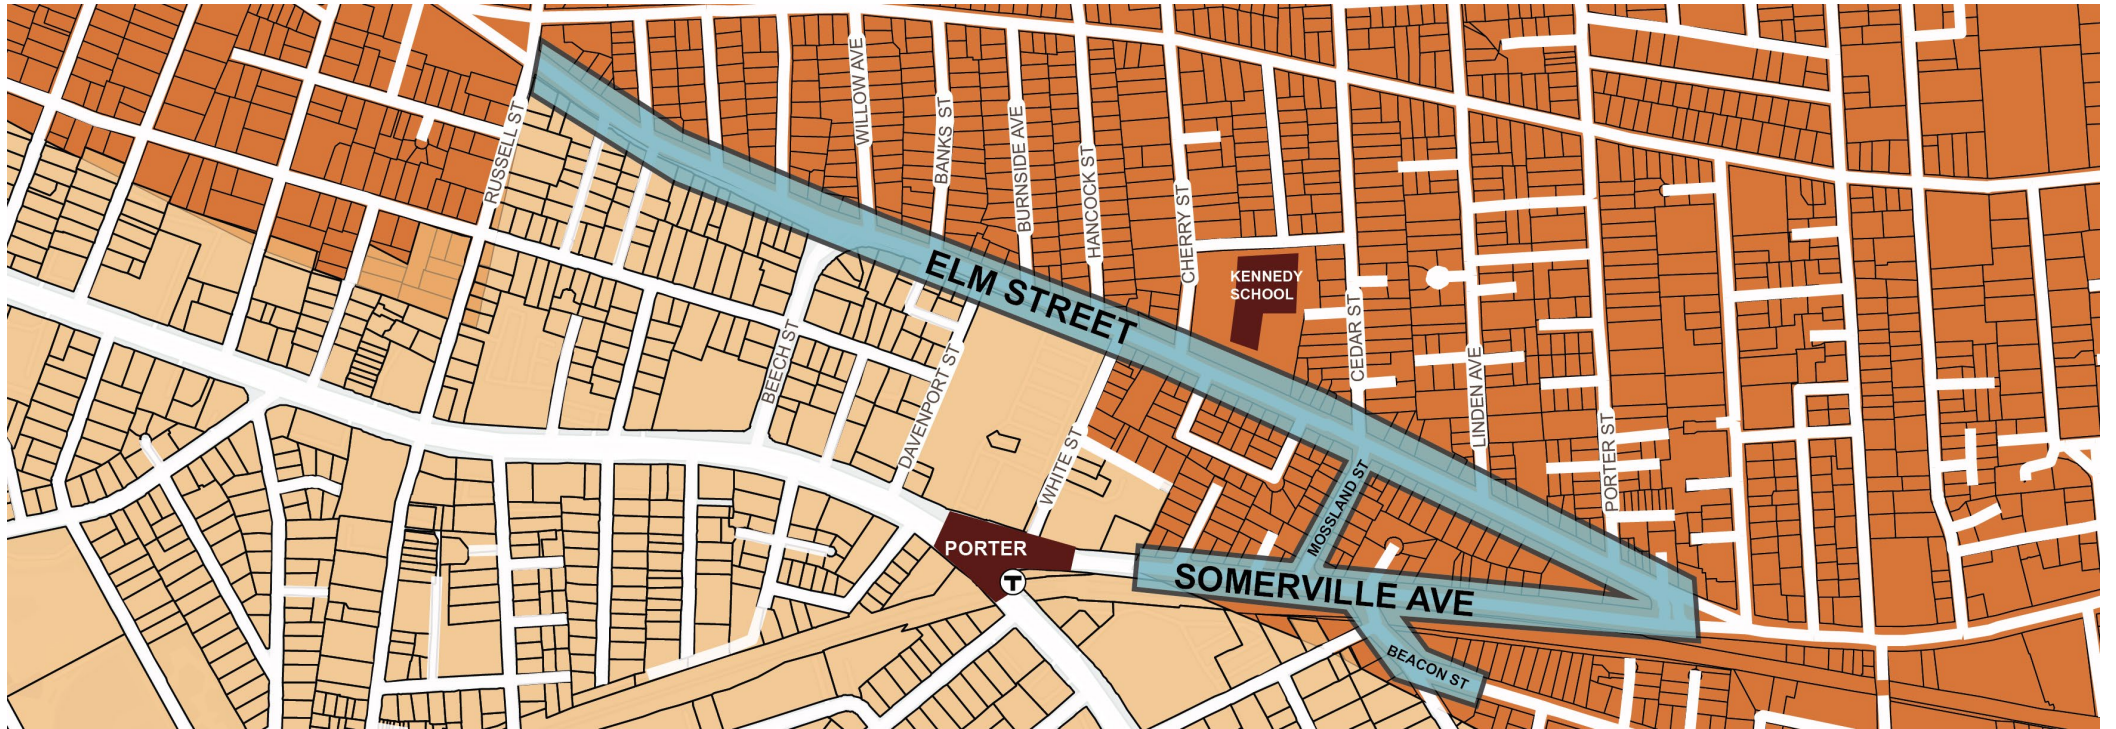 RUSSELL ST
WILLOW AVE
BANKS ST
BURNSIDE AVE
HANCOCK ST
CHERRY ST
ELM STREET
KENNEDY
SCHOOL
CEDAR ST
LINDEN AVE
PORTER ST
BEECH ST
DAVENPORT ST
WHITE ST
MOSSLAND ST
PORTER
T
SOMERVILLE AVE
BEACON ST